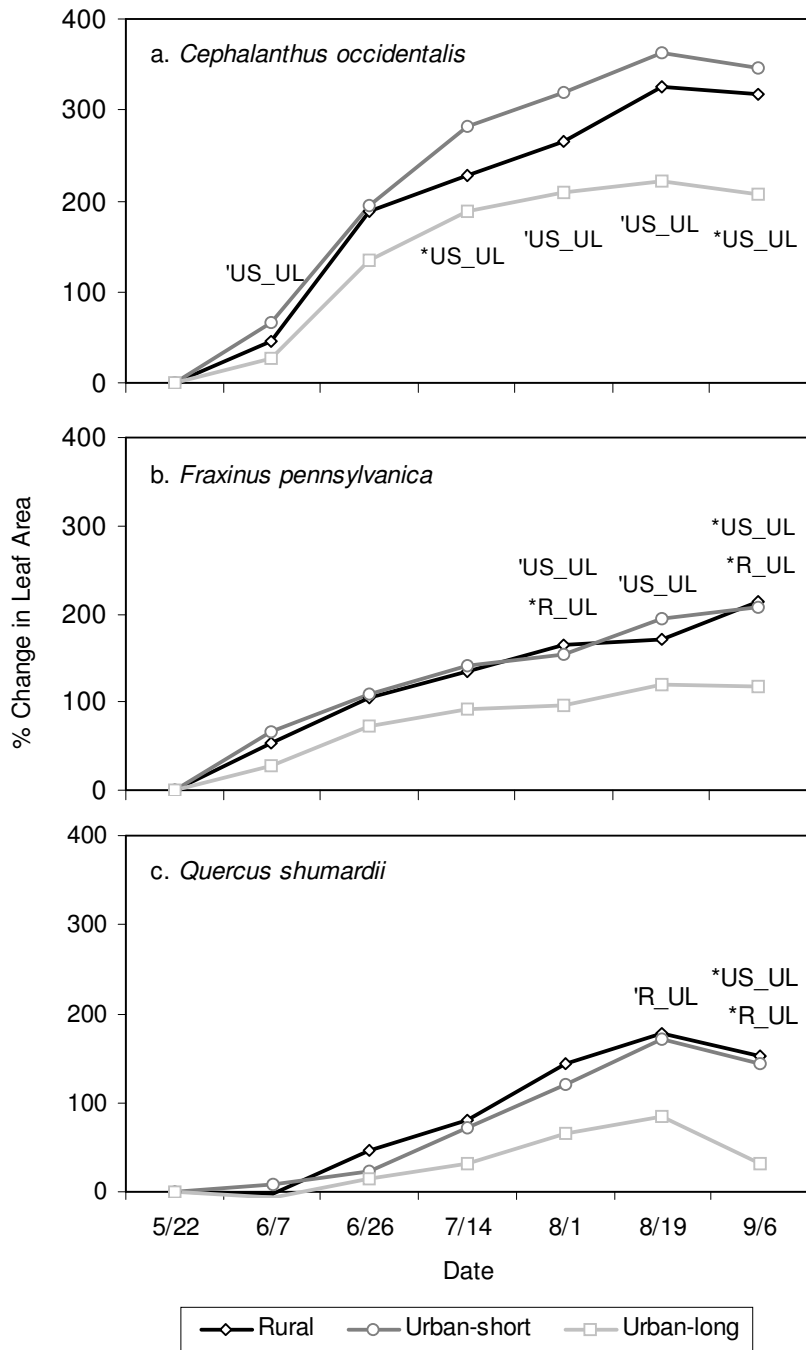 400
a. Cephalanthus occidentalis
300
200
'US_UL
*US_UL
'US_UL
'US_UL
*US_UL
100
0
400
b. Fraxinus pennsylvanica
300
*US_UL
'US_UL
'US_UL
*R_UL
*R_UL
200
100
0
% Change in Leaf Area
400
c. Quercus shumardii
300
*US_UL
'R_UL
*R_UL
200
100
0
5/22 6/7 6/26 7/14 8/1 8/19 9/6
Date
Rural Urban-short Urban-long